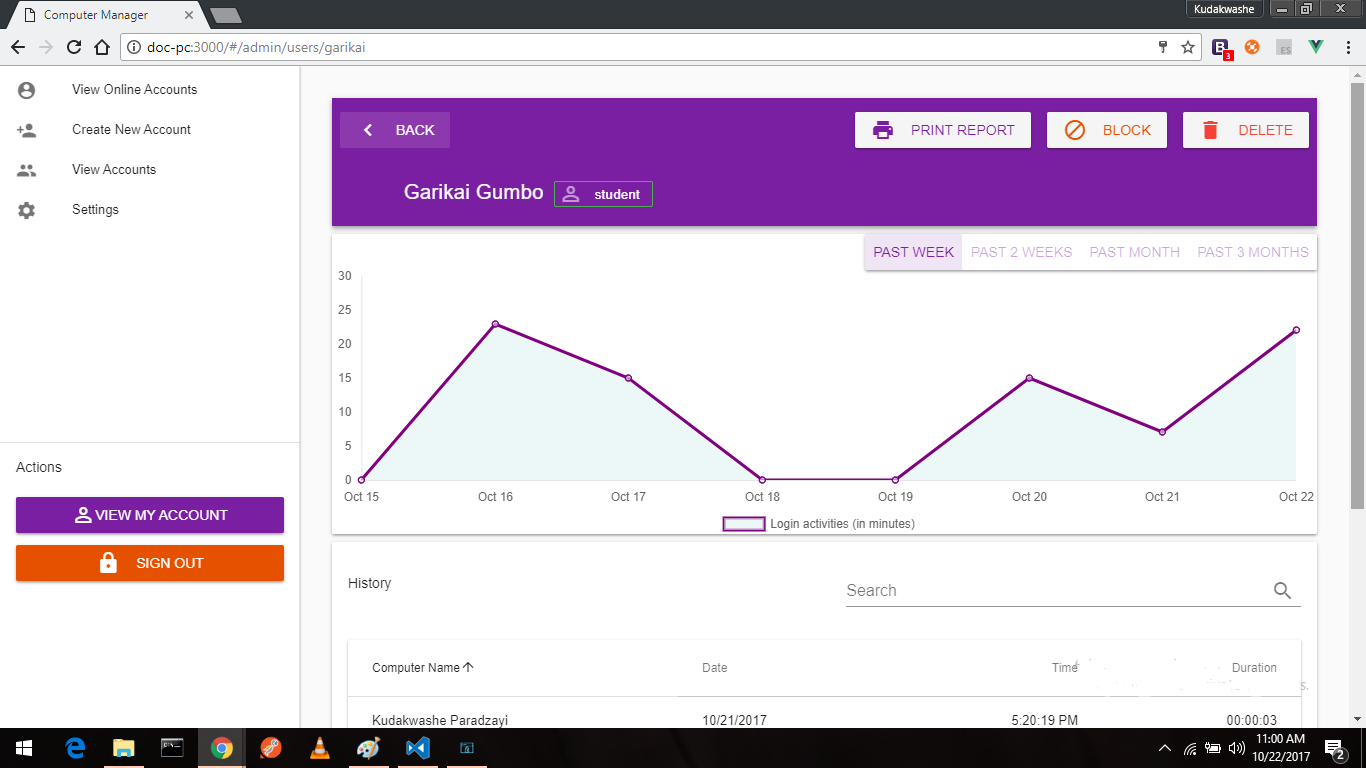 Computer Manager
Kudakwashe
doc-pc:3000/#/admin/users/garikai
B 3
ES
View Online Accounts
Create New Account
View Accounts
Settings
Actions
VIEW MY ACCOUNT
SIGN OUT
BACK
PRINT REPORT
BLOCK
DELETE
Garikai Gumbo
student
PAST WEEK PAST 2 WEEKS PAST MONTH PAST 3 MONTHS
30
25
20
15
10
5
0
Oct 15 Oct 16 Oct 17 Oct 18 Oct 19 Oct 20 Oct 21 Oct 22
Login activities (in minutes)
History
Search
Computer Name Date Time Duration
Kudakwashe Paradzayi 10/21/2017 5:20:19 PM 00:00:03
11:00 AM
10/22/2017
2